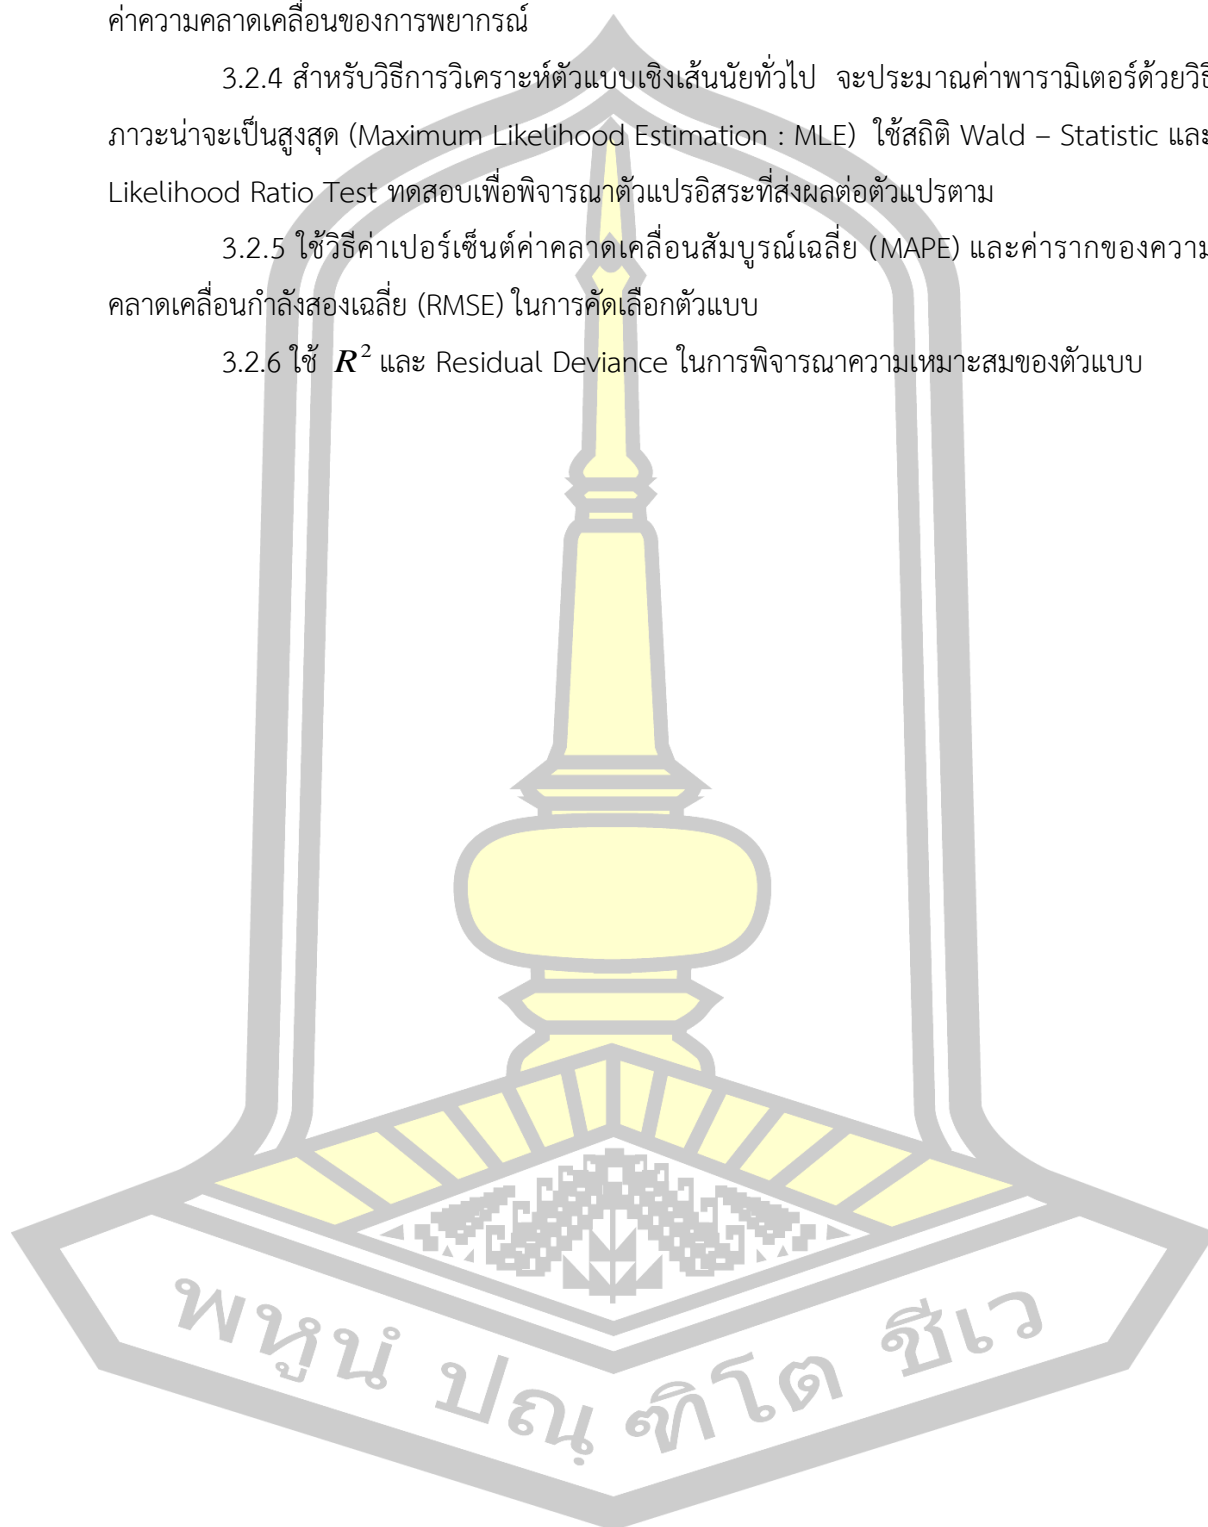 ค่าความคลาดเคลื่อนของการพยากรณ์
3.2.4 สำหรับวิธีการวิเคราะห์ตัวแบบเชิงเส้นนัยทั่วไป จะประมาณค่าพารามิเตอร์ด้วยวิธี
ภาวะน่าจะเป็นสูงสุด (Maximum Likelihood Estimation : MLE) ใช้สถิติ Wald – Statistic และ
Likelihood Ratio Test ทดสอบเพื่อพิจารณาตัวแปรอิสระที่ส่งผลต่อตัวแปรตาม
3.2.5 ใช้วิธีค่าเปอร์เซ็นต์ค่าคลาดเคลื่อนสัมบูรณ์เฉลี่ย (MAPE) และค่ารากของความ
คลาดเคลื่อนกำลังสองเฉลี่ย (RMSE) ในการคัดเลือกตัวแบบ
3.2.6 ใช้ R² และ Residual Deviance ในการพิจารณาความเหมาะสมของตัวแบบ
พหูนํ ปณฺฑิโต ชีเว